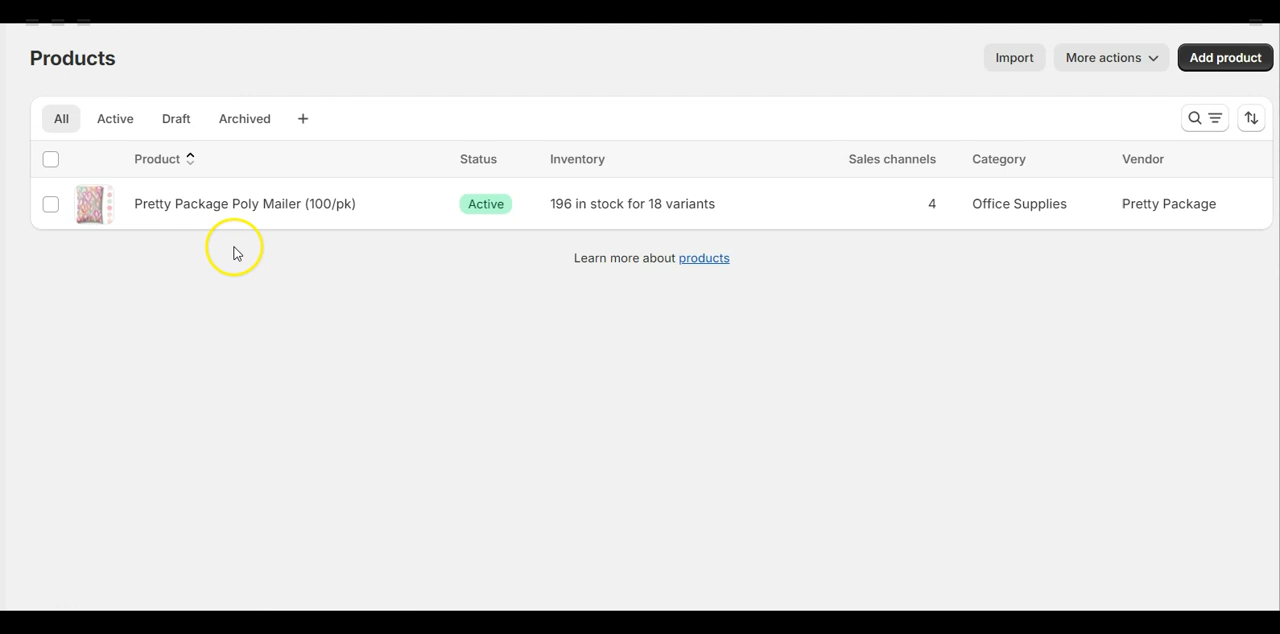 Products
Import
More actions
Add product
All
Active
Draft
Archived
+
Product
Status
Inventory
Sales channels
Category
Vendor
Pretty Package Poly Mailer (100/pk)
Active
196 in stock for 18 variants
4
Office Supplies
Pretty Package
Learn more about products